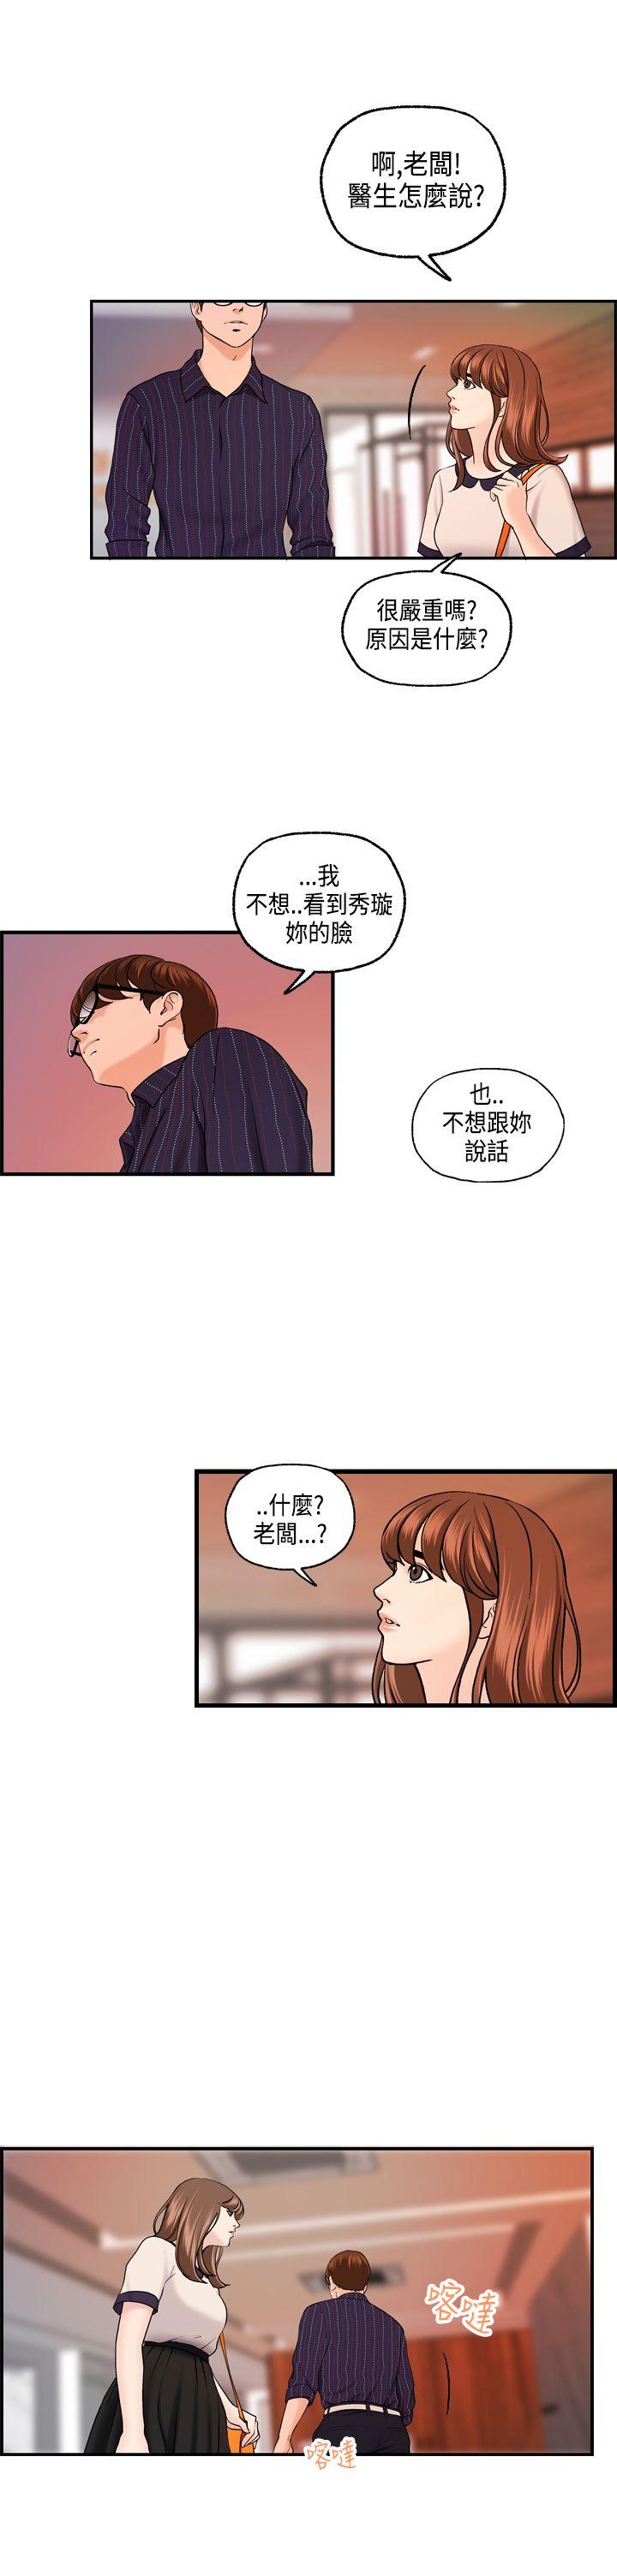 啊,老闆!
醫生怎麼說?
很嚴重嗎?
原因是什麼?
...我
不想..看到秀璇
妳的臉
也..
不想跟妳
說話
..什麼?
老闆...?
喀噠
喀噠